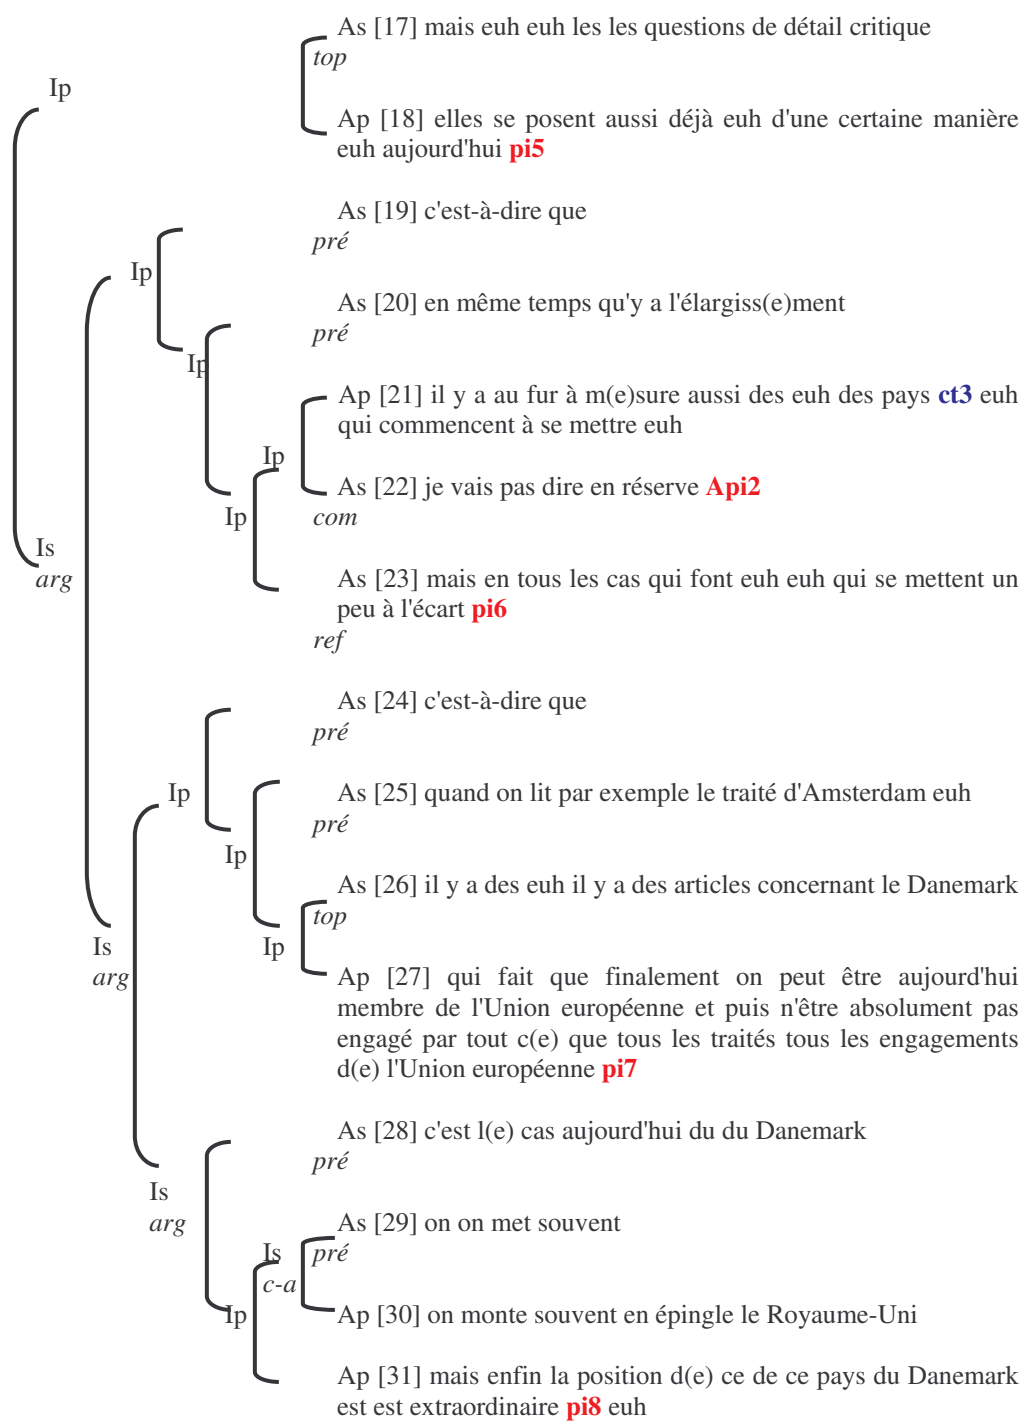 As [17] mais euh euh les les questions de détail critique
top
Ip
Ap [18] elles se posent aussi déjà euh d'une certaine manière
euh aujourd'hui pi5
As [19] c'est-à-dire que
pré
Ip
As [20] en même temps qu'y a l'élargiss(e)ment
pré
Ip
Ap [21] il y a au fur à m(e)sure aussi des euh des pays ct3 euh
qui commencent à se mettre euh
Ip
As [22] je vais pas dire en réserve Api2
com
Ip
Is
arg
As [23] mais en tous les cas qui font euh euh qui se mettent un
peu à l'écart pi6
ref
As [24] c'est-à-dire que
pré
Ip
As [25] quand on lit par exemple le traité d'Amsterdam euh
pré
Ip
As [26] il y a des euh il y a des articles concernant le Danemark
top
Ip
Is
arg
Ap [27] qui fait que finalement on peut être aujourd'hui
membre de l'Union européenne et puis n'être absolument pas
engagé par tout c(e) que tous les traités tous les engagements
d(e) l'Union européenne pi7
As [28] c'est l(e) cas aujourd'hui du du Danemark
pré
Is
arg
As [29] on on met souvent
pré
Is
c-a
Ip
Ap [30] on monte souvent en épingle le Royaume-Uni
Ap [31] mais enfin la position d(e) ce de ce pays du Danemark
est est extraordinaire pi8 euh